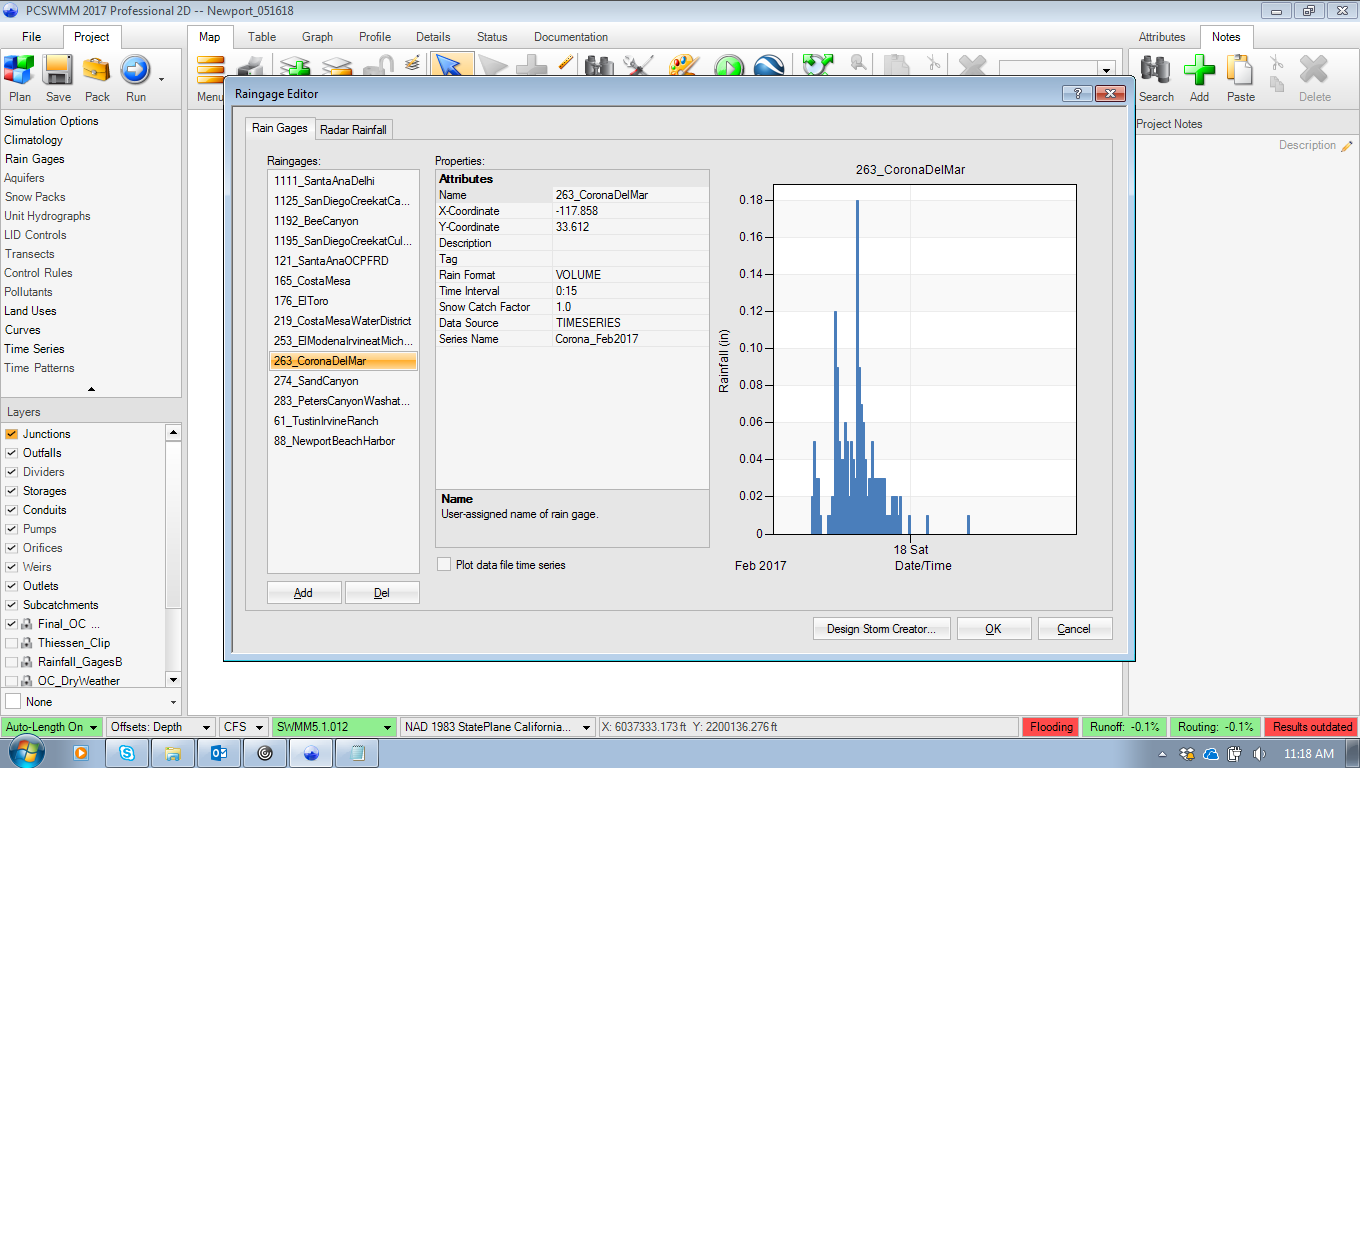 PCSWMM 2017 Professional 2D -- Newport_051618
File
Project
Map
Table
Graph
Profile
Details
Status
Documentation
Attributes
Notes
Plan
Save
Pack
Run
Menu
Search
Add
Paste
Delete
Simulation Options
Climatology
Rain Gages
Aquifers
Snow Packs
Unit Hydrographs
LID Controls
Transects
Control Rules
Pollutants
Land Uses
Curves
Time Series
Time Patterns
Layers
Junctions
Outfalls
Dividers
Storages
Conduits
Pumps
Orifices
Weirs
Outlets
Subcatchments
Final_OC ...
Thiessen_Clip
Rainfall_GagesB
OC_DryWeather
None
Raingage Editor
Rain Gages
Radar Rainfall
Raingages:
1111_SantaAnaDelhi
1125_SanDiegoCreekatCa...
1192_BeeCanyon
1195_SanDiegoCreekatCul...
121_SantaAnaOCPFRD
165_CostaMesa
176_ElToro
219_CostaMesaWaterDistrict
253_ElModenaIrvineatMich...
263_CoronaDelMar
274_SandCanyon
283_PetersCanyonWashat...
61_TustinIrvineRanch
88_NewportBeachHarbor
Add
Del
Properties:
Attributes
Name 263_CoronaDelMar
X-Coordinate -117.858
Y-Coordinate 33.612
Description
Tag
Rain Format VOLUME
Time Interval 0:15
Snow Catch Factor 1.0
Data Source TIMESERIES
Series Name Corona_Feb2017
Name
User-assigned name of rain gage.
Plot data file time series
263_CoronaDelMar
Rainfall (in)
0.18
0.16
0.14
0.12
0.10
0.08
0.06
0.04
0.02
0
18 Sat
Feb 2017
Date/Time
Design Storm Creator...
OK
Cancel
Project Notes
Description
Auto-Length On
Offsets: Depth
CFS
SWMM5.1.012
NAD 1983 StatePlane California...
X: 6037333.173 ft Y: 2200136.276 ft
Flooding
Runoff: -0.1%
Routing: -0.1%
Results outdated
11:18 AM